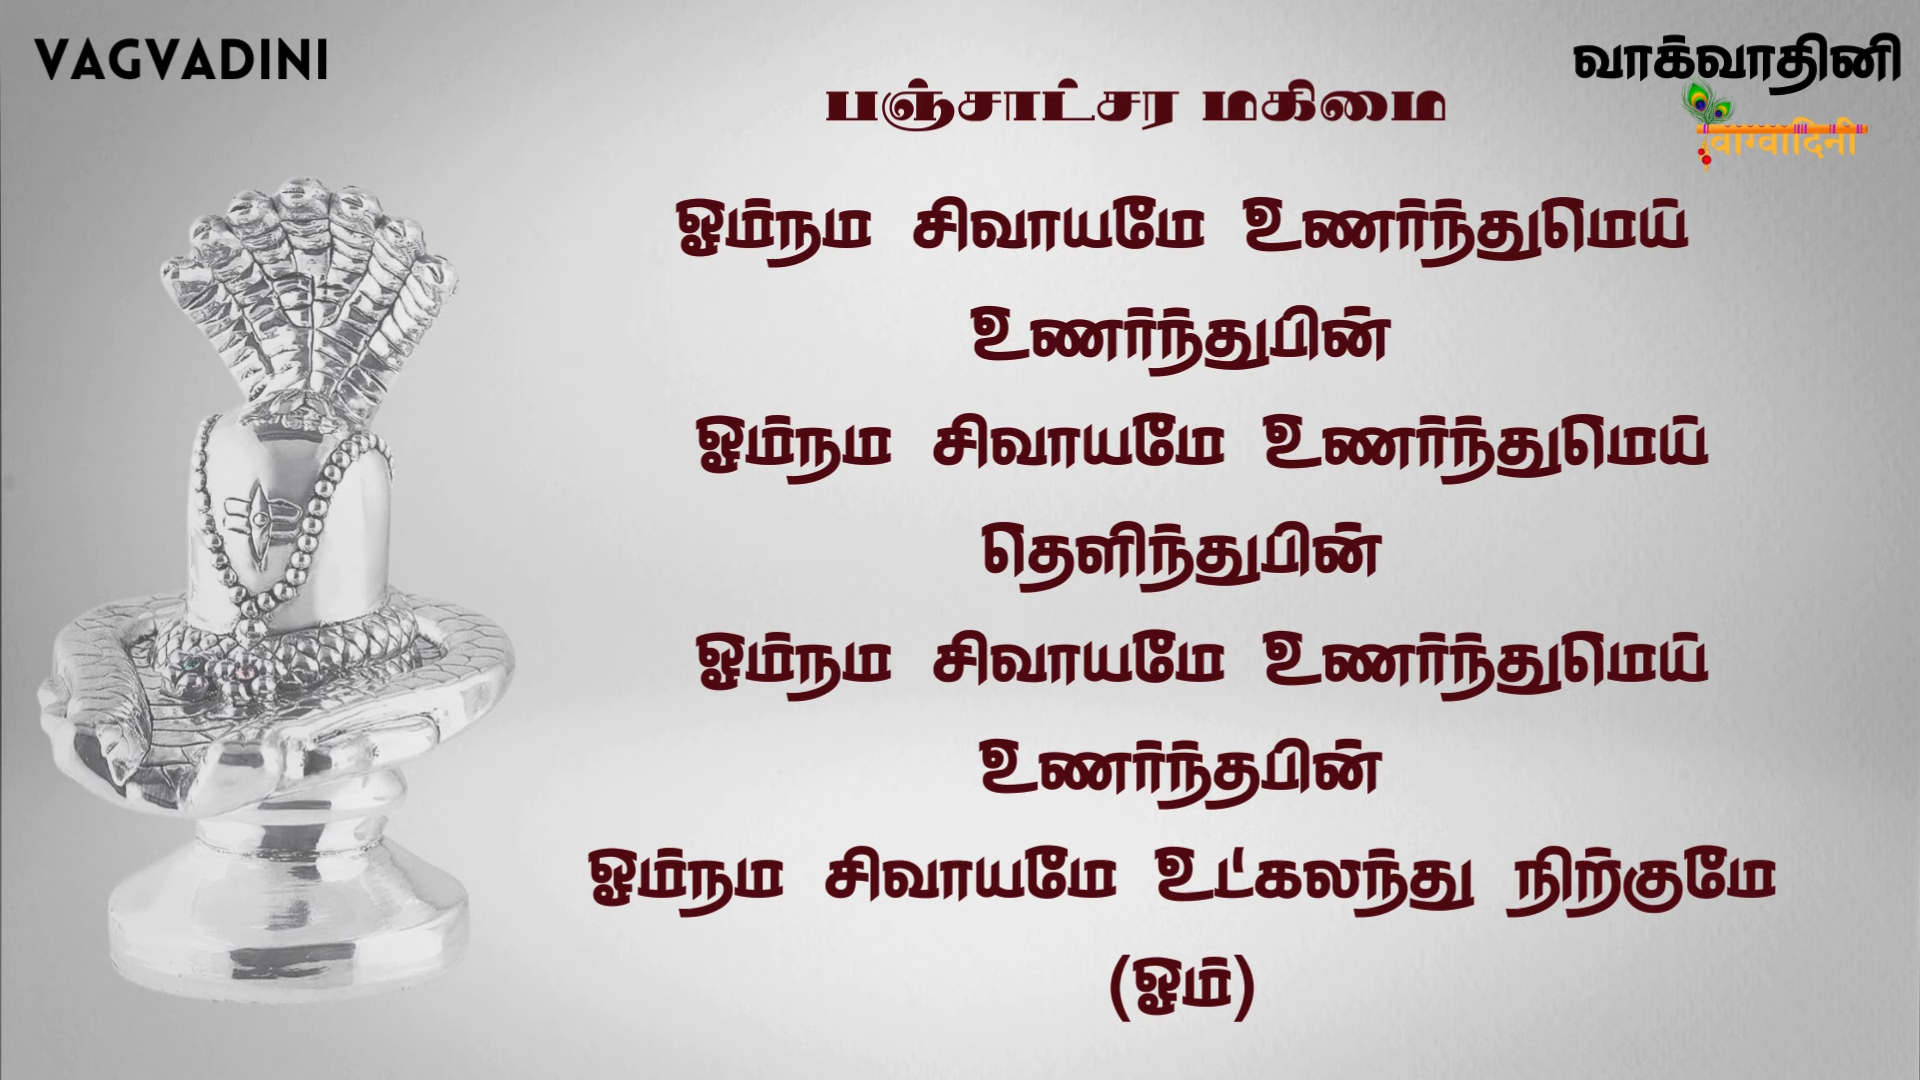 VAGVADINI
வாக்வாதினி
वाग्वादिनी
பஞ்சாட்சர மகிமை
ஓம்நம சிவாயமே உணர்ந்துமெய்
உணர்ந்துபின்
ஓம்நம சிவாயமே உணர்ந்துமெய்
தெளிந்துபின்
ஓம்நம சிவாயமே உணர்ந்துமெய்
உணர்ந்தபின்
ஓம்நம சிவாயமே உட்கலந்து நிற்குமே
(ஓம்)